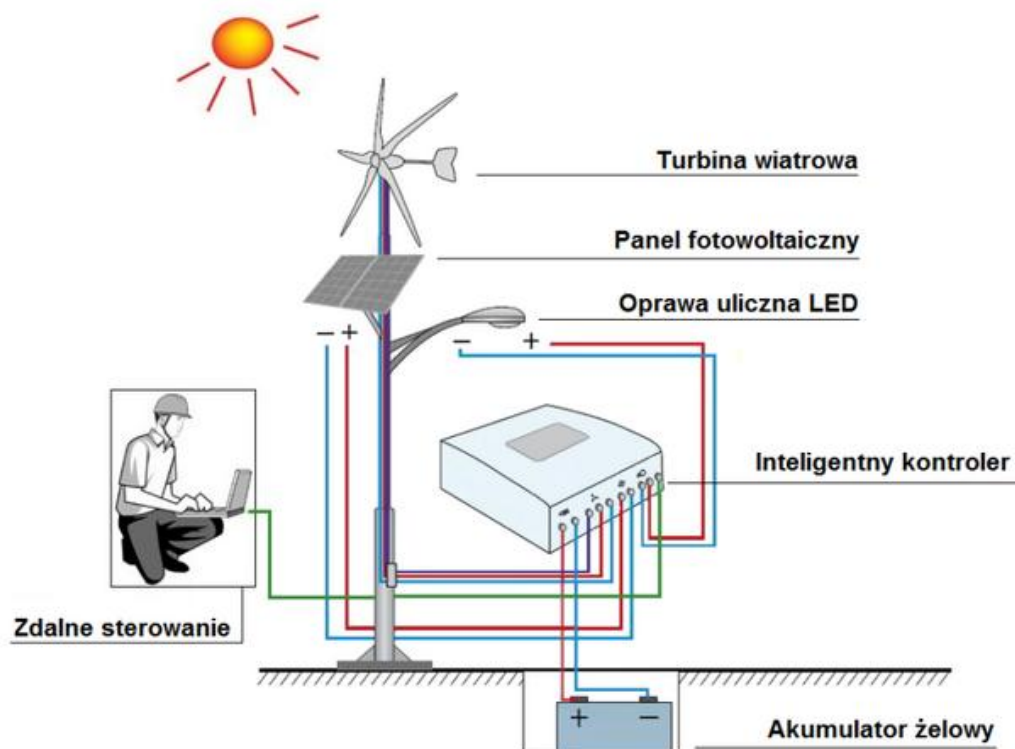 Turbina wiatrowa
Panel fotowoltaiczny
Oprawa uliczna LED
− +
− +
Inteligentny kontroler
Zdalne sterowanie
+ −
Akumulator żelowy